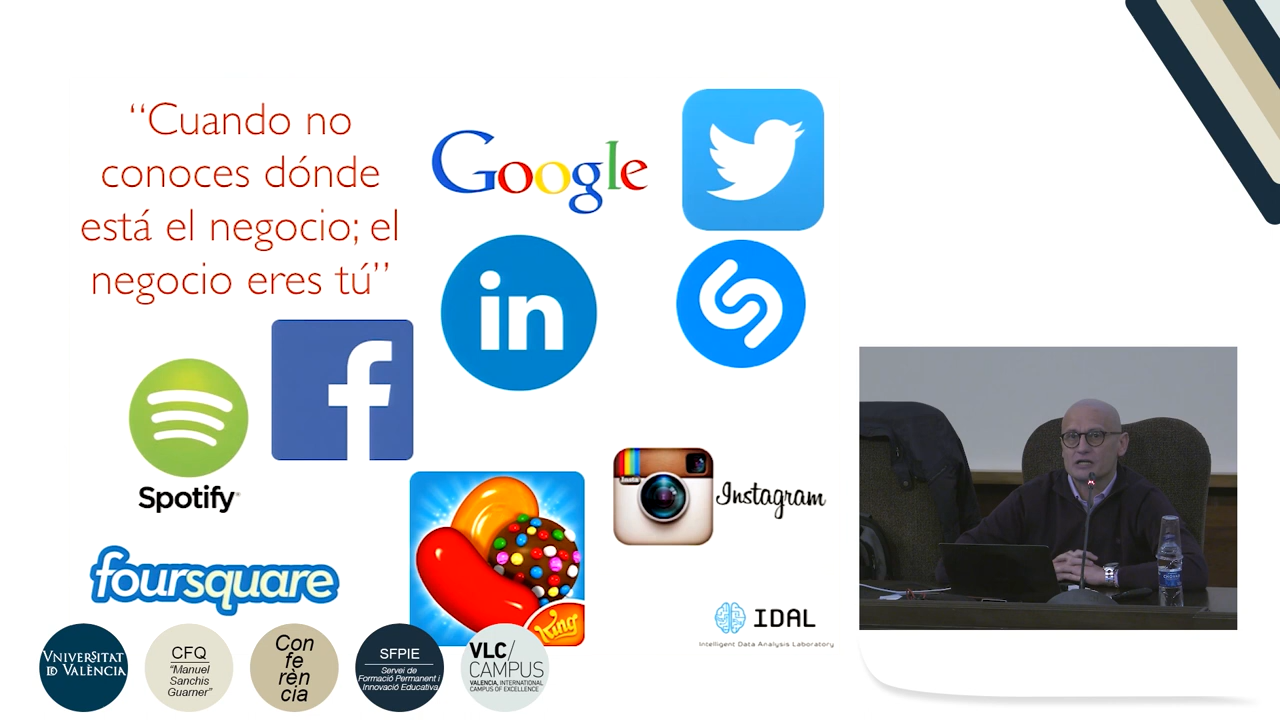 “Cuando no
conoces dónde
está el negocio; el
negocio eres tú”
Google
in
f
Spotify
Insta
Instagram
foursquare
King
IDAL
Intelligent Data Analysis Laboratory
VNIVERSITAT
DE VALÈNCIA
CFQ
“Manuel
Sanchis
Guarner”
Con
fe
rèn
cia
SFPIE
Servei de
Formació Permanent i
Innovació Educativa
VLC/
CAMPUS
VALENCIA, INTERNATIONAL
CAMPUS OF EXCELLENCE